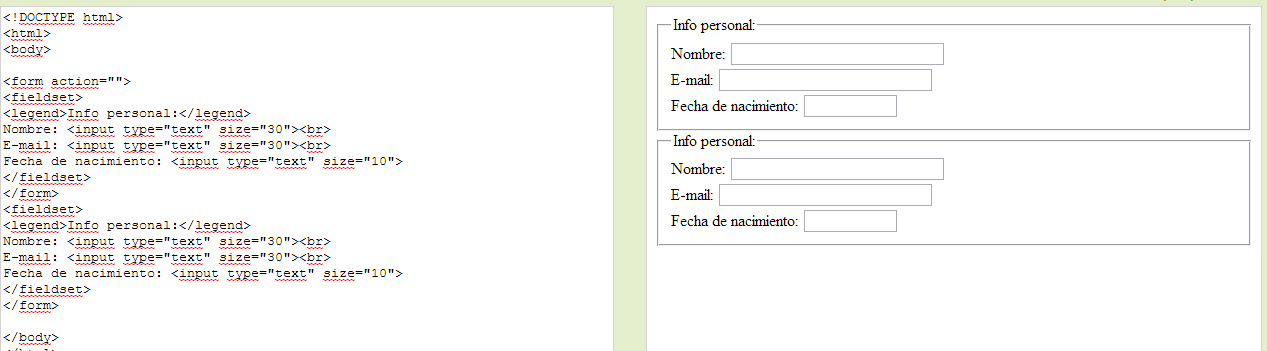 <!DOCTYPE html>
<html>
<body>
<form action="">
<fieldset>
<legend>Info personal:</legend>
Nombre: <input type="text" size="30"><br>
E-mail: <input type="text" size="30"><br>
Fecha de nacimiento: <input type="text" size="10">
</fieldset>
</form>
<fieldset>
<legend>Info personal:</legend>
Nombre: <input type="text" size="30"><br>
E-mail: <input type="text" size="30"><br>
Fecha de nacimiento: <input type="text" size="10">
</fieldset>
</form>
</body>
Info personal:
Nombre:
E-mail:
Fecha de nacimiento:
Info personal:
Nombre:
E-mail:
Fecha de nacimiento: